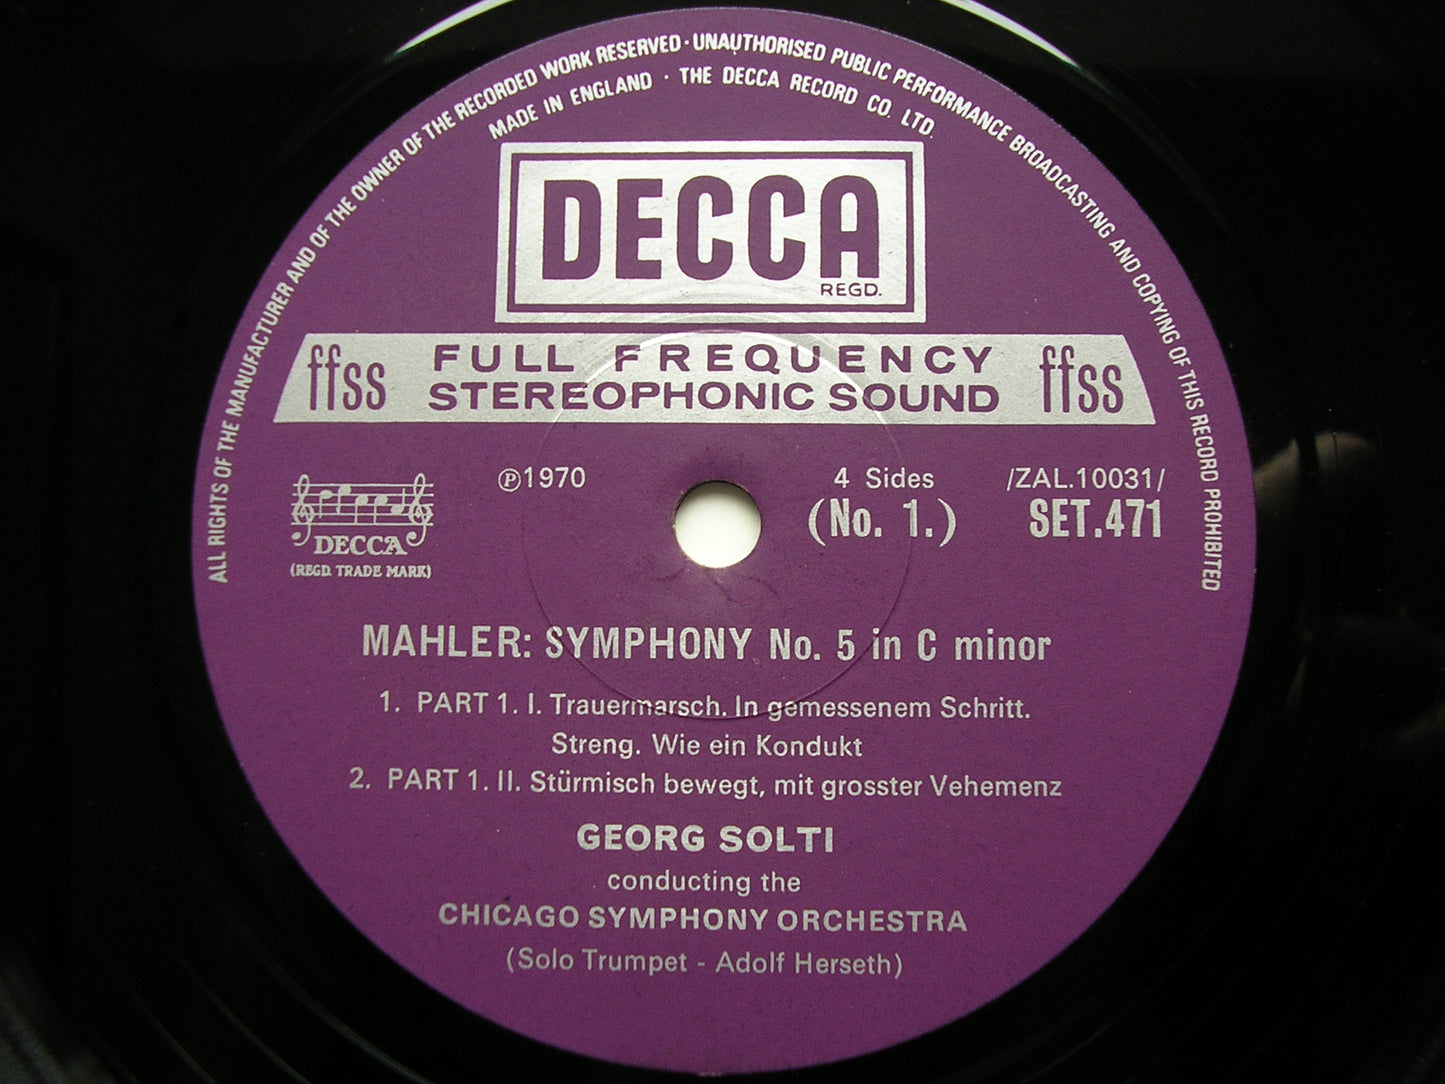 ALL RIGHTS OF THE MANUFACTURER AND OF THE OWNER OF THE RECORDED WORK RESERVED · UNAUTHORISED PUBLIC PERFORMANCE BROADCASTING AND COPYING OF THIS RECORD PROHIBITED
MADE IN ENGLAND · THE DECCA RECORD CO. LTD.
DECCA
REGD.
ffss FULL FREQUENCY STEREOPHONIC SOUND ffss
℗1970
4 Sides
(No. 1.)
/ZAL.10031/
SET.471
DECCA
(REGD. TRADE MARK)
MAHLER: SYMPHONY No. 5 in C minor
1. PART 1. I. Trauermarsch. In gemessenem Schritt.
Streng. Wie ein Kondukt
2. PART 1. II. Stürmisch bewegt, mit grosster Vehemenz
GEORG SOLTI
conducting the
CHICAGO SYMPHONY ORCHESTRA
(Solo Trumpet - Adolf Herseth)